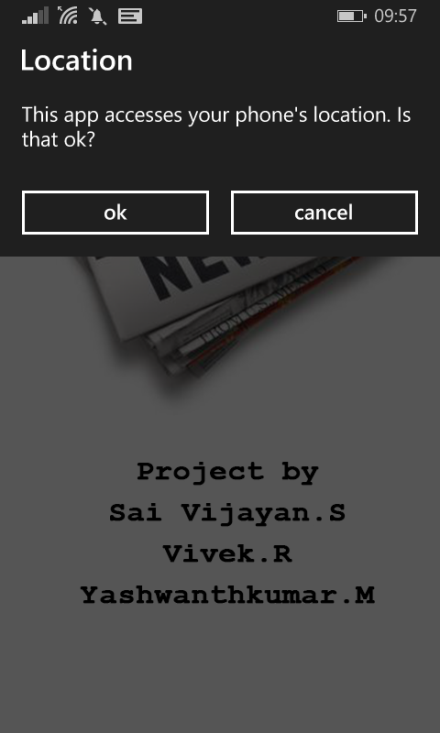 09:57
Location
This app accesses your phone's location. Is
that ok?
ok cancel
NEW
Project by
Sai Vijayan.S
Vivek.R
Yashwanthkumar.M